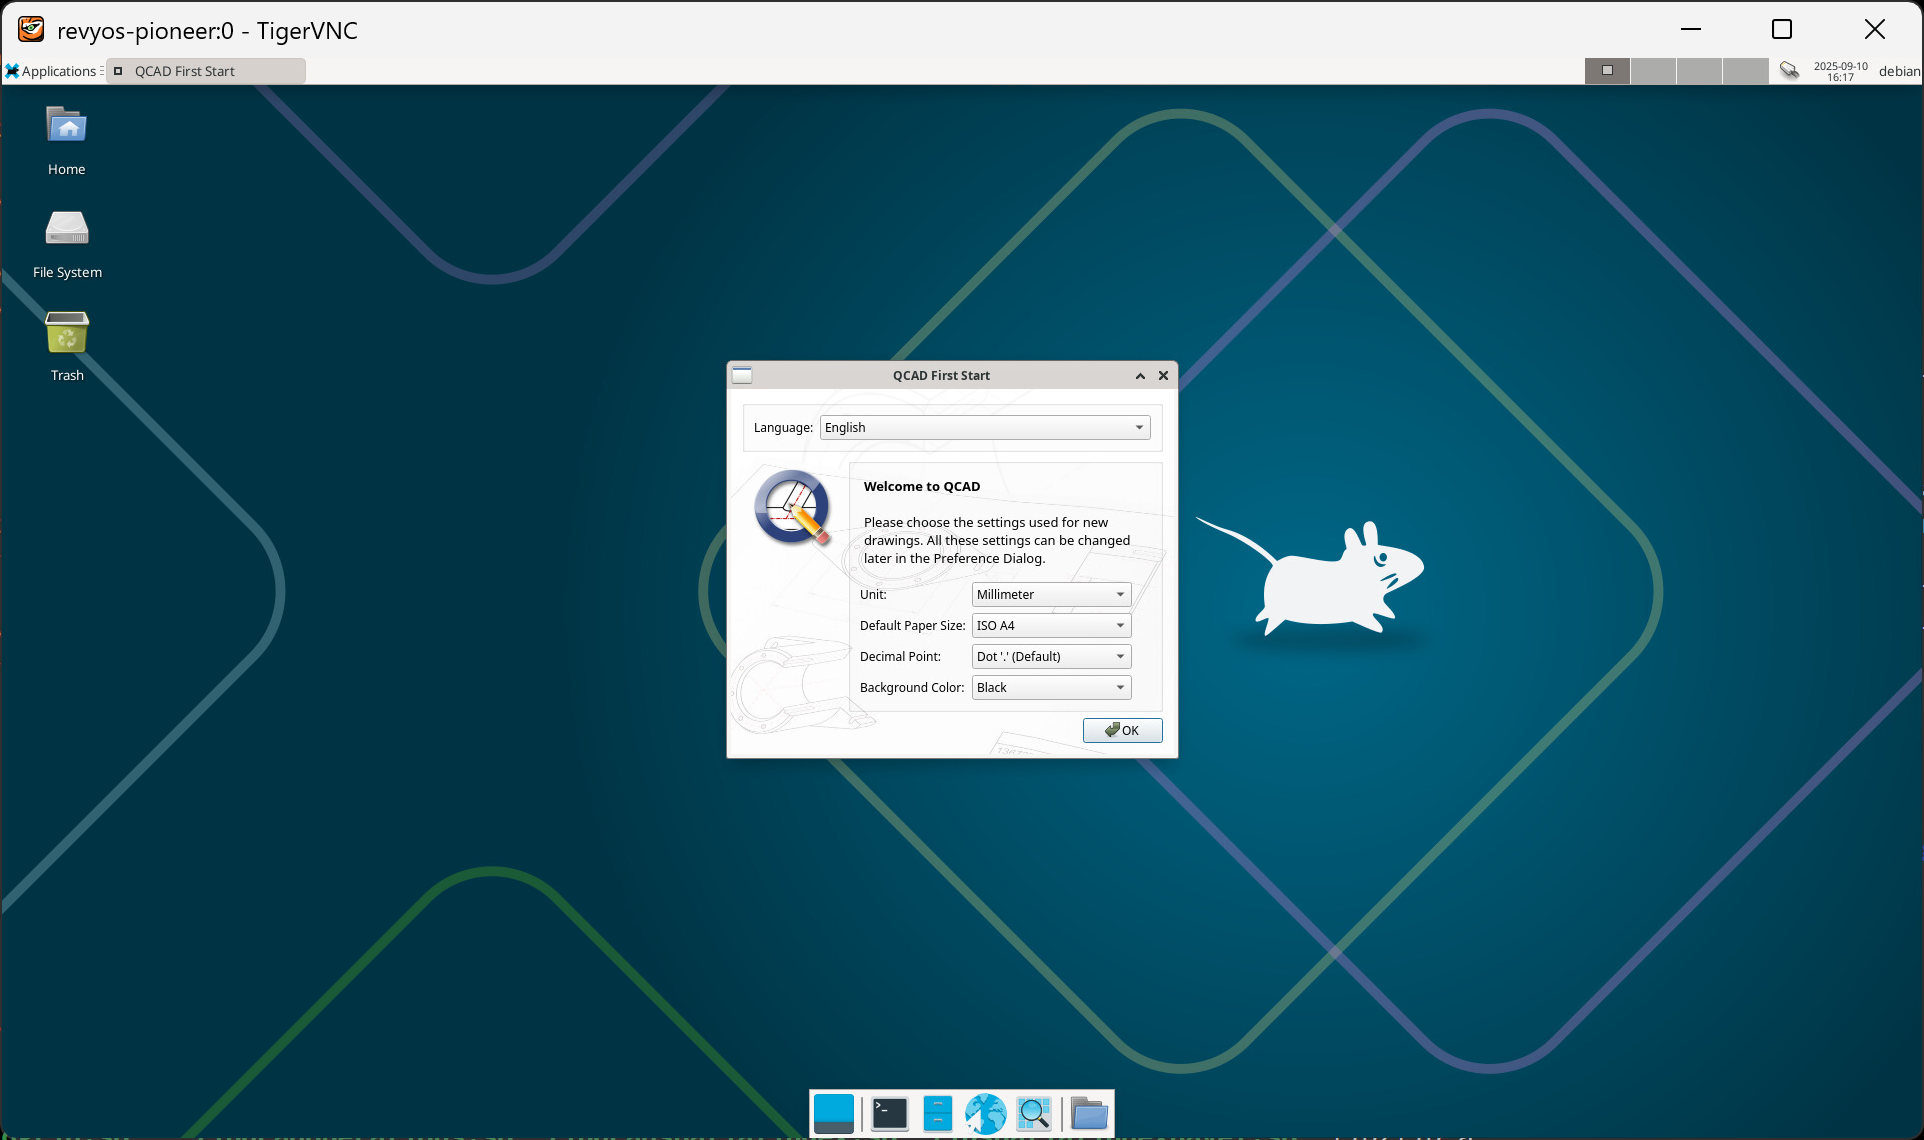 revyos-pioneer:0 - TigerVNC
Applications
QCAD First Start
2025-09-10
16:17
debian
Home
File System
Trash
QCAD First Start
Language: English
Welcome to QCAD
Please choose the settings used for new
drawings. All these settings can be changed
later in the Preference Dialog.
Unit: Millimeter
Default Paper Size: ISO A4
Decimal Point: Dot '.' (Default)
Background Color: Black
OK